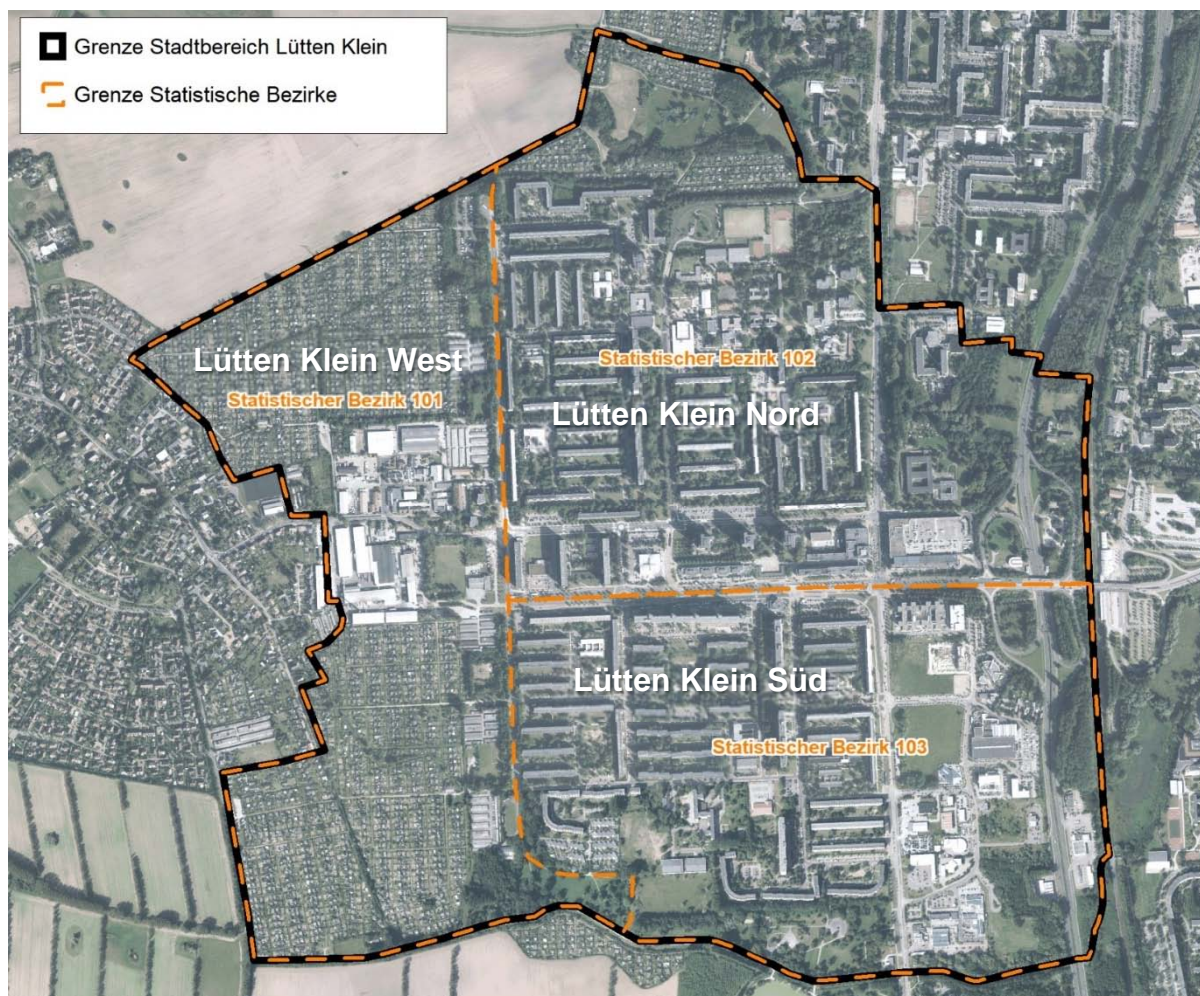 Grenze Stadtbereich Lütten Klein
Grenze Statistische Bezirke
Lütten Klein West
Statistischer Bezirk 101
Statistischer Bezirk 102
Lütten Klein Nord
Lütten Klein Süd
Statistischer Bezirk 103